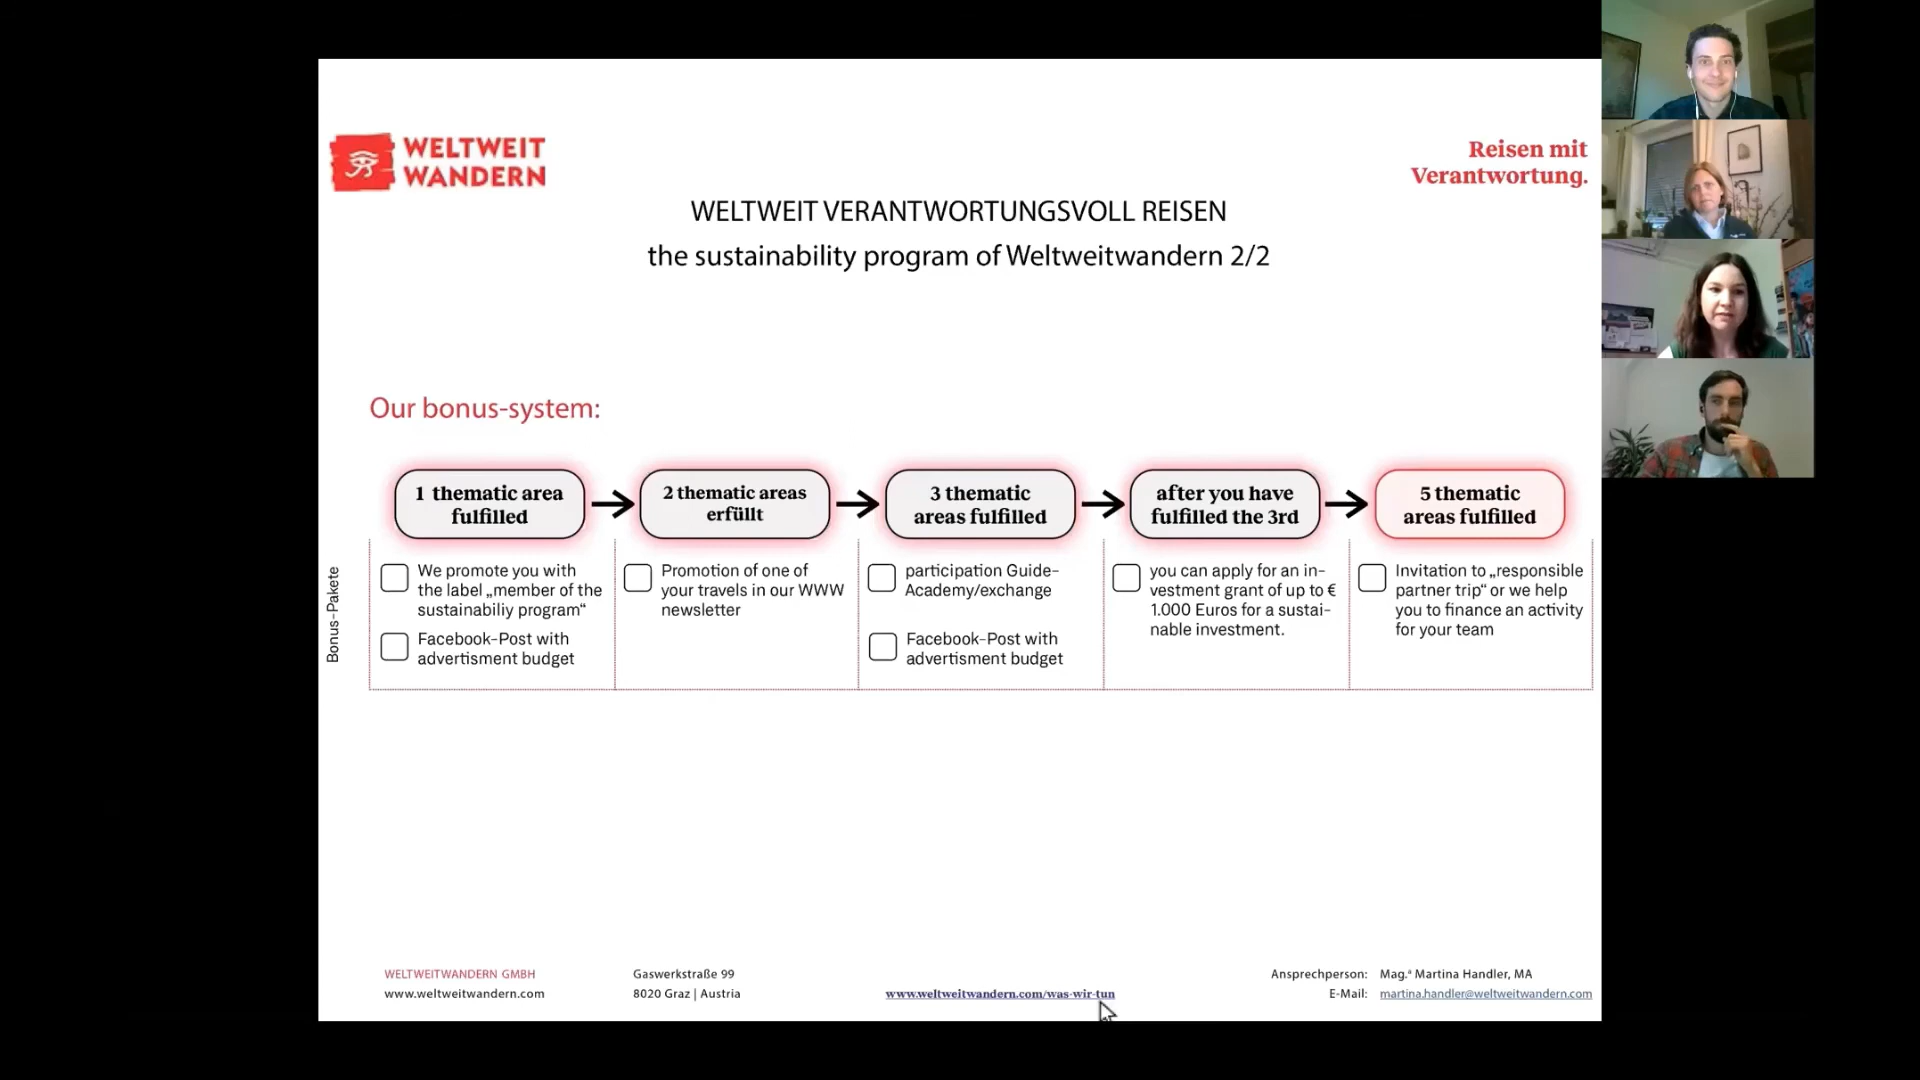 WELTWEIT
WANDERN
Reisen mit
Verantwortung.
WELTWEIT VERANTWORTUNGSVOLL REISEN
the sustainability program of Weltweitwandern 2/2
Our bonus-system:
1 thematic area
fulfilled
2 thematic areas
erfüllt
3 thematic
areas fulfilled
after you have
fulfilled the 3rd
5 thematic
areas fulfilled
Bonus-Pakete
We promote you with
the label „member of the
sustainabiliy program“
Facebook-Post with
advertisment budget
Promotion of one of
your travels in our WWW
newsletter
participation Guide-
Academy/exchange
Facebook-Post with
advertisment budget
you can apply for an in-
vestment grant of up to €
1.000 Euros for a sustai-
nable investment.
Invitation to „responsible
partner trip“ or we help
you to finance an activity
for your team
WELTWEITWANDERN GMBH
www.weltweitwandern.com
Gaswerkstraße 99
8020 Graz | Austria
www.weltweitwandern.com/was-wir-tun
Ansprechperson: Mag.ª Martina Handler, MA
E-Mail: martina.handler@weltweitwandern.com